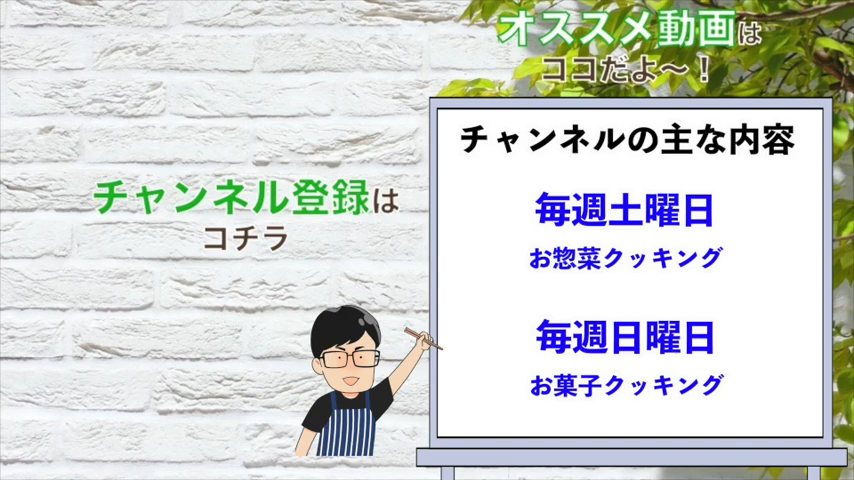 オススメ動画は
ココだよ～！
チャンネル登録は
コチラ
チャンネルの主な内容
毎週土曜日
お惣菜クッキング
毎週日曜日
お菓子クッキング